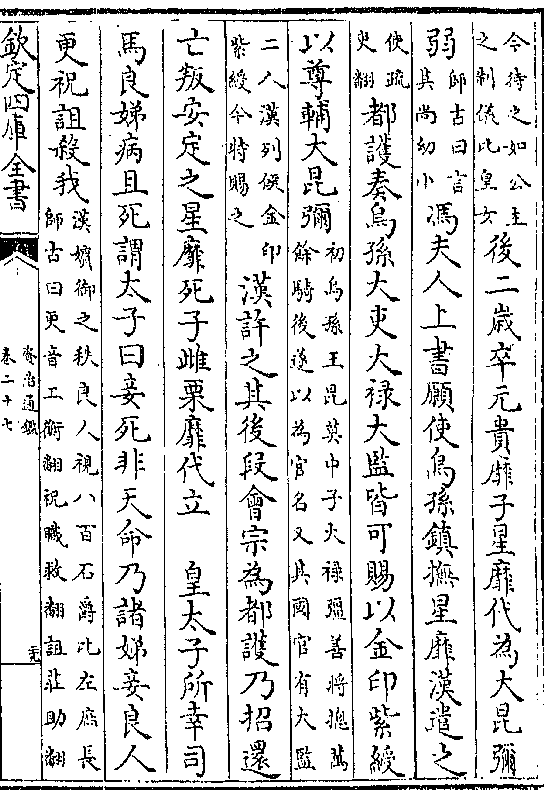 今待之如公主
之制儀比皇女
後二歲卒元貴靡子星靡代為大昆彌
弱
師古曰言
其尚幼小
馮夫人上書願使烏孫鎮撫星靡漢遣之
使疏
吏翻
都護奏烏孫大吏大禄大監皆可賜以金印紫綬
以尊輔大昆彌
初烏孫王昆莫中子大禄彊善將揔萬
餘騎後遂以為官名又其國官有大監
二人漢列侯金印
紫綬今特賜之
漢許之其後段會宗為都護乃招還
亡叛安定之星靡死子雌栗靡代立　皇太子所幸司
馬良娣病且死謂太子曰妾死非天命乃諸娣妾良人
更祝詛殺我
漢嬪御之秩良人視八百石爵比左庶長
師古曰更音工衡翻祝職救翻詛莊助翻
欽定四庫全書
資治通鑑
卷二十七